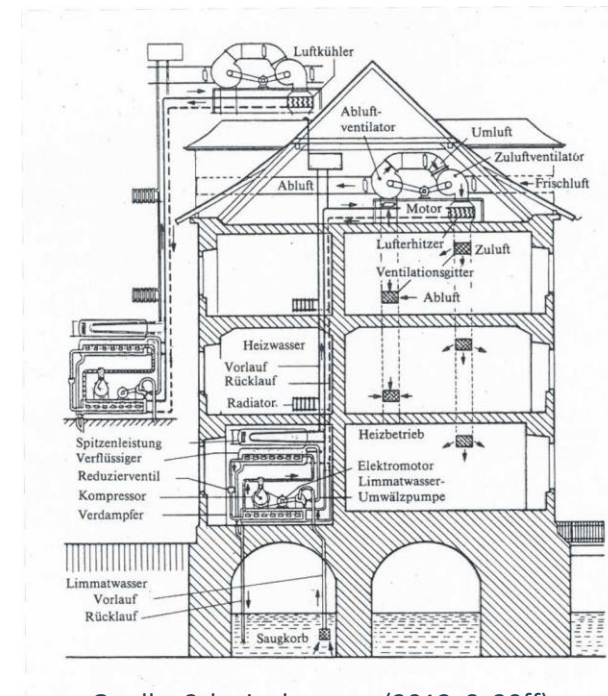 Luftkühler
Abluft-
ventilator
Umluft
Zuluftventilator
Abluft
Frischluft
Motor
Lufterhitzer
Zuluft
Ventilationsgitter
Abluft
Heizwasser
Vorlauf
Rücklauf
Radiator.
Heizbetrieb
Spitzenleistung
Verflüssiger
Reduzierventil
Kompressor
Verdampfer
Elektromotor
Limmatwasser-
Umwälzpumpe
Limmatwasser
Vorlauf
Rücklauf
Saugkorb